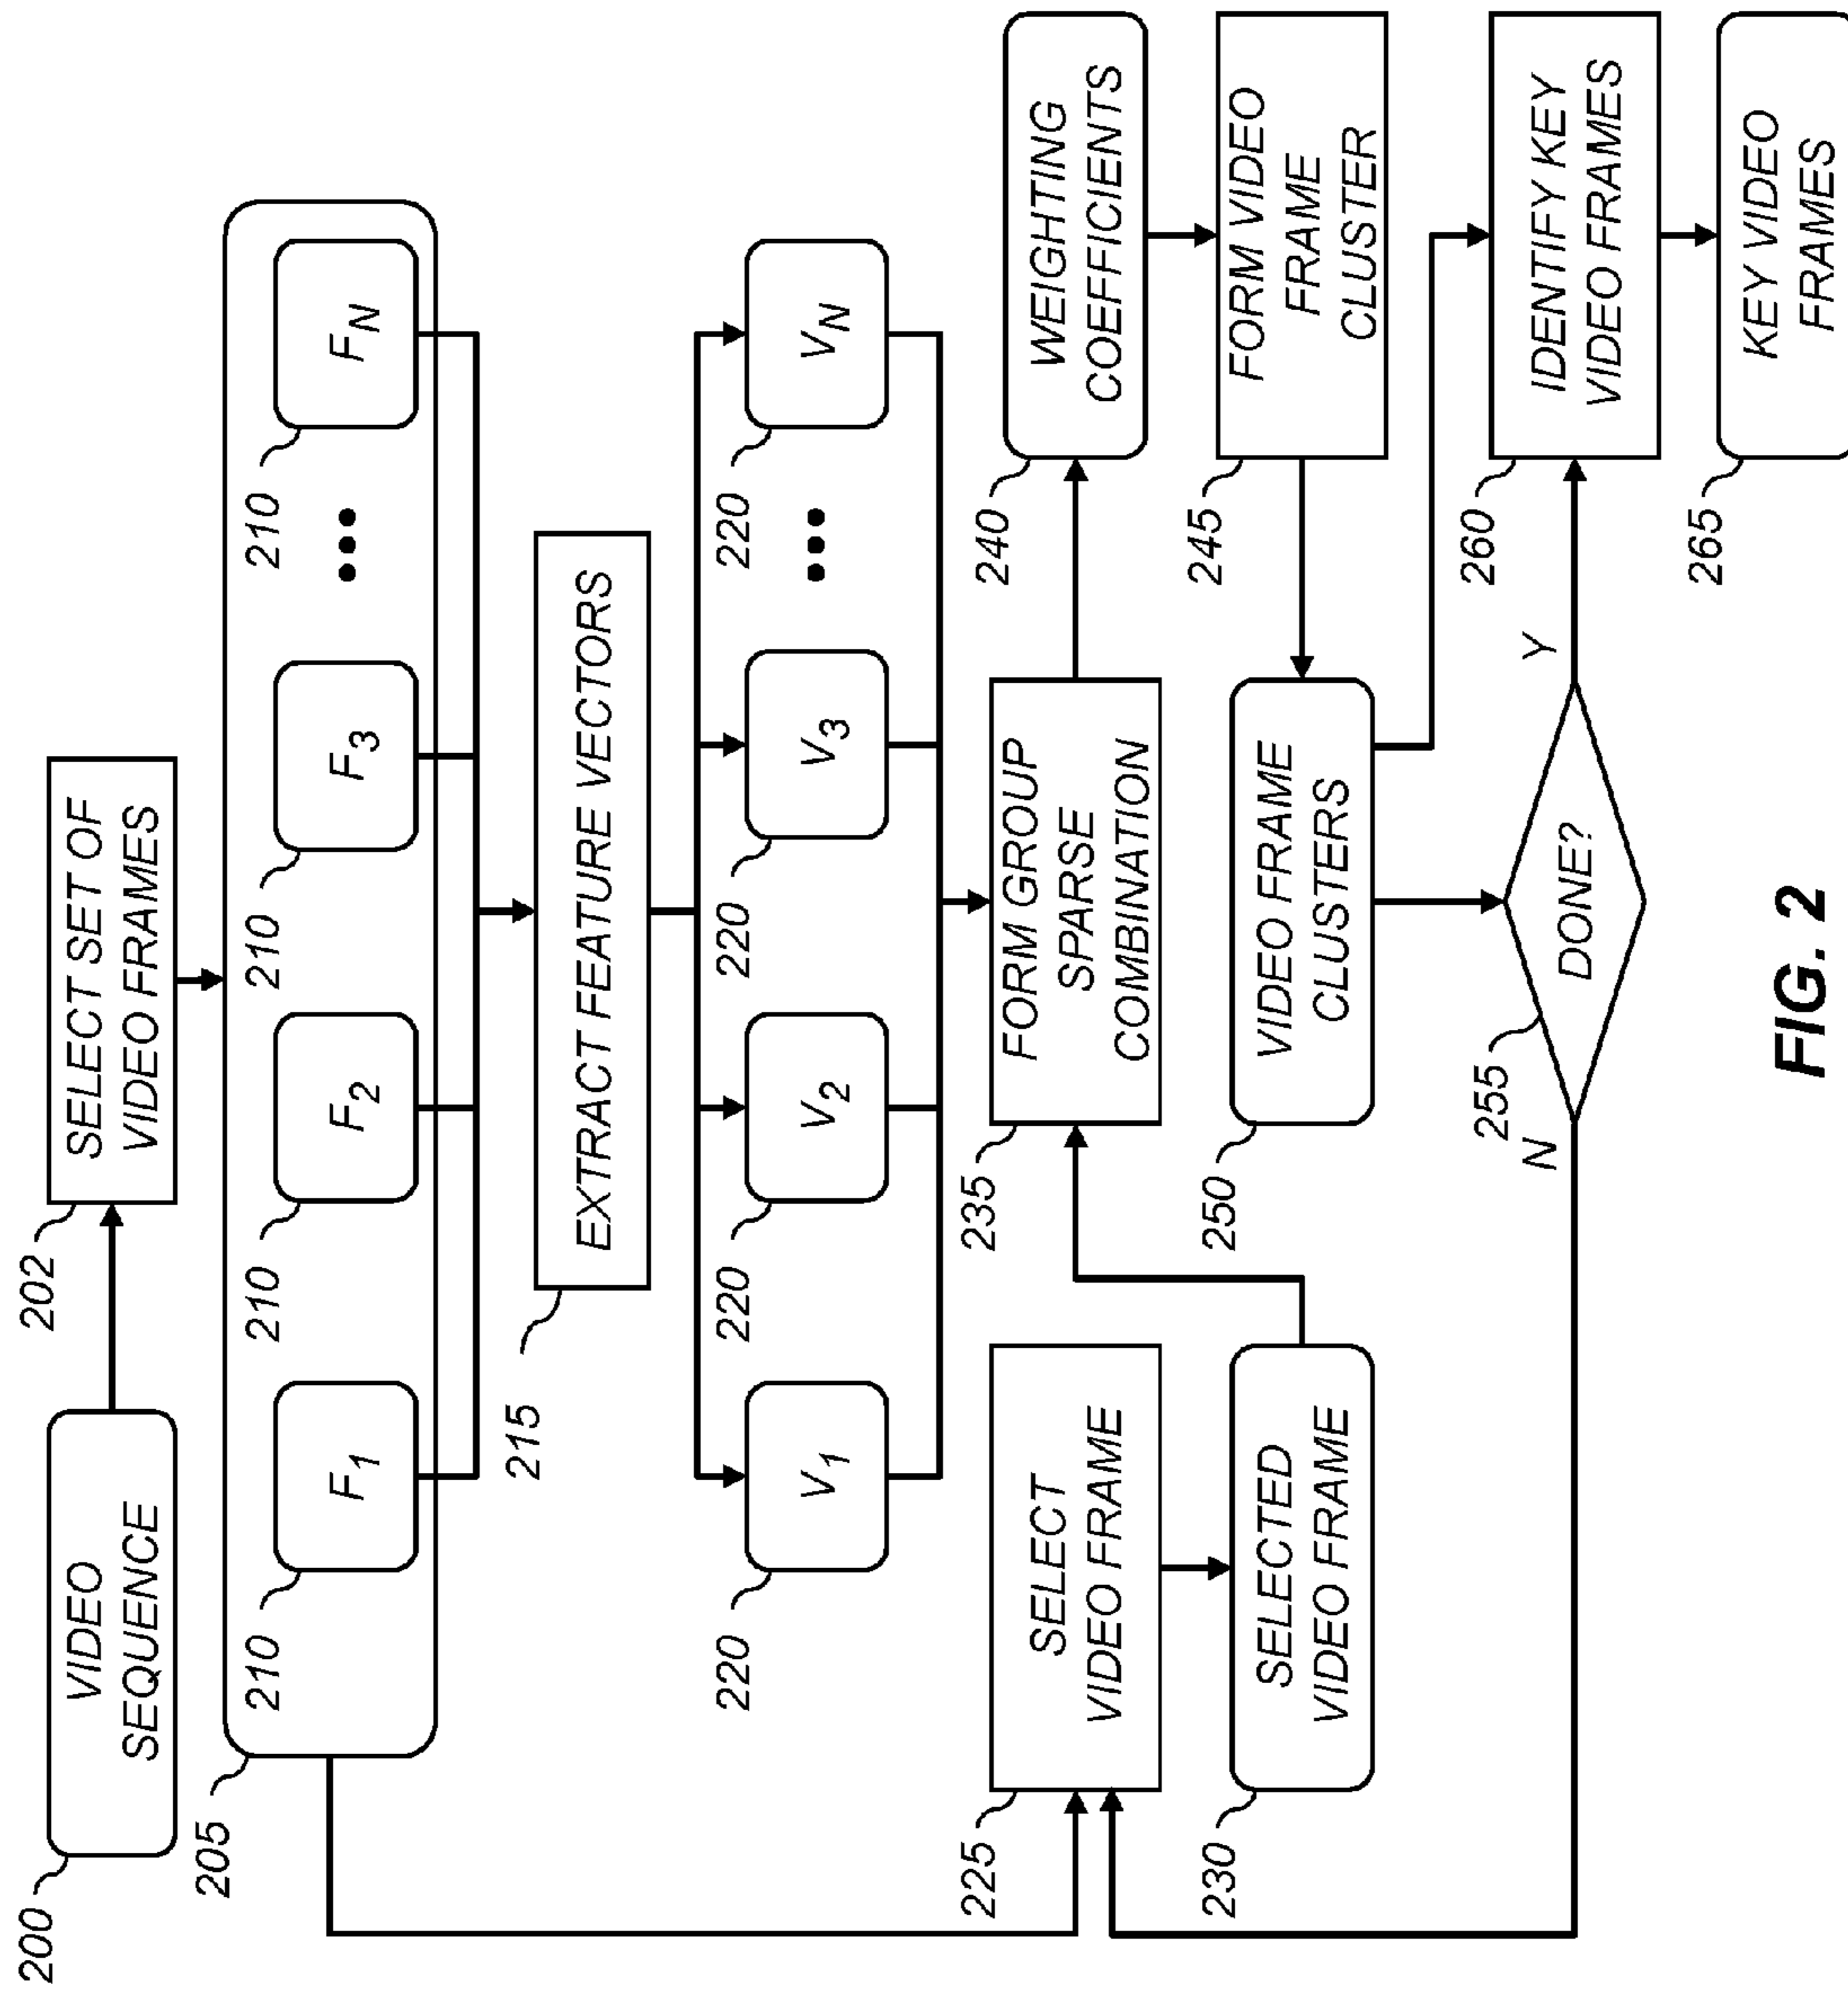 200
VIDEO
SEQUENCE
202
SELECT SET OF
VIDEO FRAMES
205
210
F1
210
F2
210
F3
210
•••
FN
215
EXTRACT FEATURE VECTORS
220
V1
220
V2
220
V3
220
•••
VN
225
SELECT
VIDEO FRAME
235
FORM GROUP
SPARSE
COMBINATION
240
WEIGHTING
COEFFICIENTS
230
SELECTED
VIDEO FRAME
250
VIDEO FRAME
CLUSTERS
245
FORM VIDEO
FRAME
CLUSTER
N
255
DONE?
Y
260
IDENTIFY KEY
VIDEO FRAMES
265
KEY VIDEO
FRAMES
FIG. 2